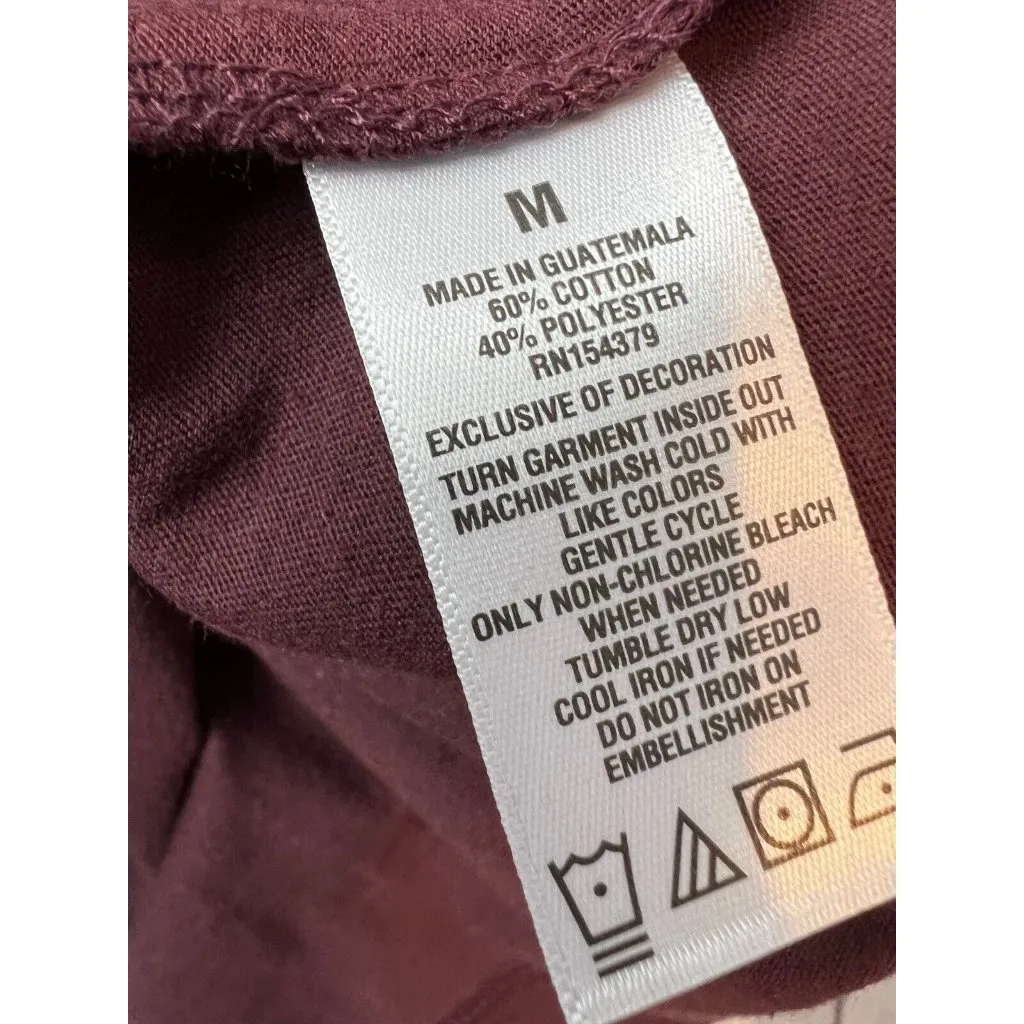 M
MADE IN GUATEMALA
60% COTTON
40% POLYESTER
RN154379
EXCLUSIVE OF DECORATION
TURN GARMENT INSIDE OUT
MACHINE WASH COLD WITH
LIKE COLORS
GENTLE CYCLE
ONLY NON-CHLORINE BLEACH
WHEN NEEDED
TUMBLE DRY LOW
COOL IRON IF NEEDED
DO NOT IRON ON
EMBELLISHMENT